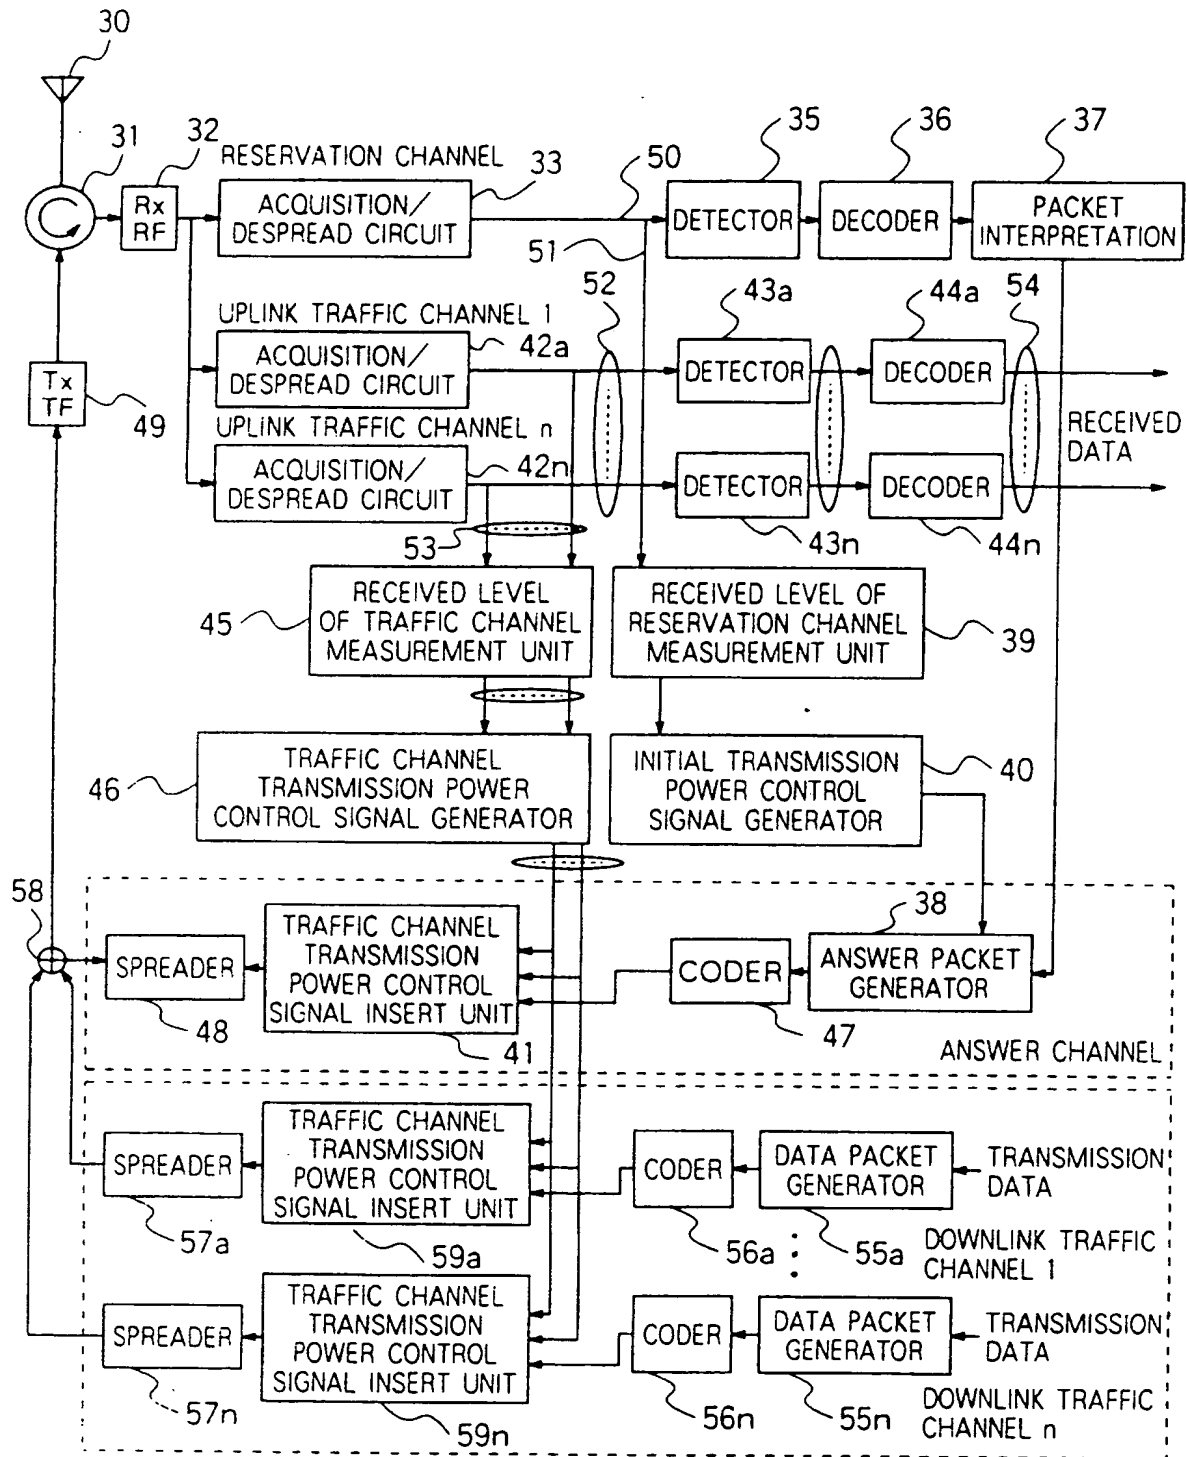 30
31
32
RESERVATION CHANNEL
33
50
35
36
37
Rx
RF
ACQUISITION/
DESPREAD CIRCUIT
51
DETECTOR
DECODER
PACKET
INTERPRETATION
52
43a
44a
54
UPLINK TRAFFIC CHANNEL 1
42a
ACQUISITION/
DESPREAD CIRCUIT
DETECTOR
DECODER
Tx
TF
49
UPLINK TRAFFIC CHANNEL n
42n
RECEIVED
DATA
ACQUISITION/
DESPREAD CIRCUIT
DETECTOR
DECODER
53
43n
44n
45
RECEIVED LEVEL
OF TRAFFIC CHANNEL
MEASUREMENT UNIT
RECEIVED LEVEL OF
RESERVATION CHANNEL
MEASUREMENT UNIT
39
46
TRAFFIC CHANNEL
TRANSMISSION POWER
CONTROL SIGNAL GENERATOR
INITIAL TRANSMISSION
POWER CONTROL
SIGNAL GENERATOR
40
58
38
SPREADER
48
TRAFFIC CHANNEL
TRANSMISSION
POWER CONTROL
SIGNAL INSERT UNIT
41
CODER
47
ANSWER PACKET
GENERATOR
ANSWER CHANNEL
SPREADER
57a
TRAFFIC CHANNEL
TRANSMISSION
POWER CONTROL
SIGNAL INSERT UNIT
59a
CODER
56a
DATA PACKET
GENERATOR
55a
TRANSMISSION
DATA
DOWNLINK TRAFFIC
CHANNEL 1
SPREADER
57n
TRAFFIC CHANNEL
TRANSMISSION
POWER CONTROL
SIGNAL INSERT UNIT
59n
CODER
56n
DATA PACKET
GENERATOR
55n
TRANSMISSION
DATA
DOWNLINK TRAFFIC
CHANNEL n